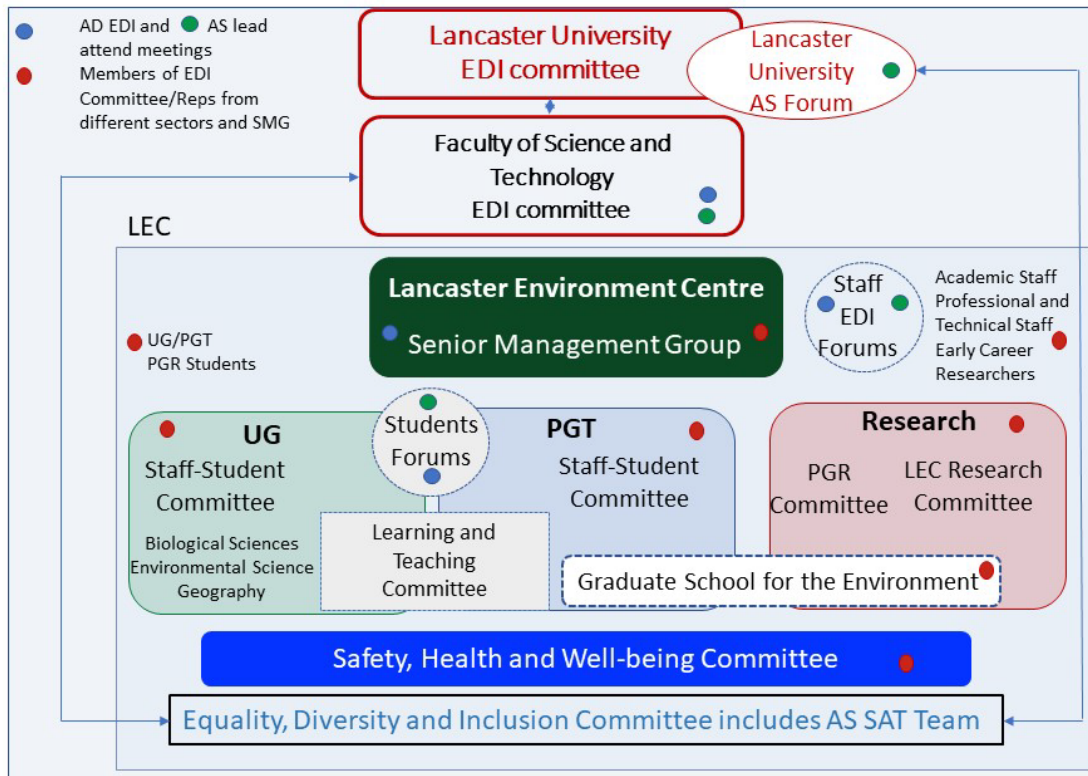 AD EDI and AS lead
attend meetings
Members of EDI
Committee/Reps from
different sectors and SMG
Lancaster University
EDI committee
Lancaster
University
AS Forum
Faculty of Science and
Technology
EDI committee
LEC
Lancaster Environment Centre
Senior Management Group
Staff
EDI
Forums
Academic Staff
Professional and
Technical Staff
Early Career
Researchers
UG/PGT
PGR Students
UG
Staff-Student
Committee
Biological Sciences
Environmental Science
Geography
Students
Forums
Learning and
Teaching
Committee
PGT
Staff-Student
Committee
Research
PGR
Committee
LEC Research
Committee
Graduate School for the Environment
Safety, Health and Well-being Committee
Equality, Diversity and Inclusion Committee includes AS SAT Team